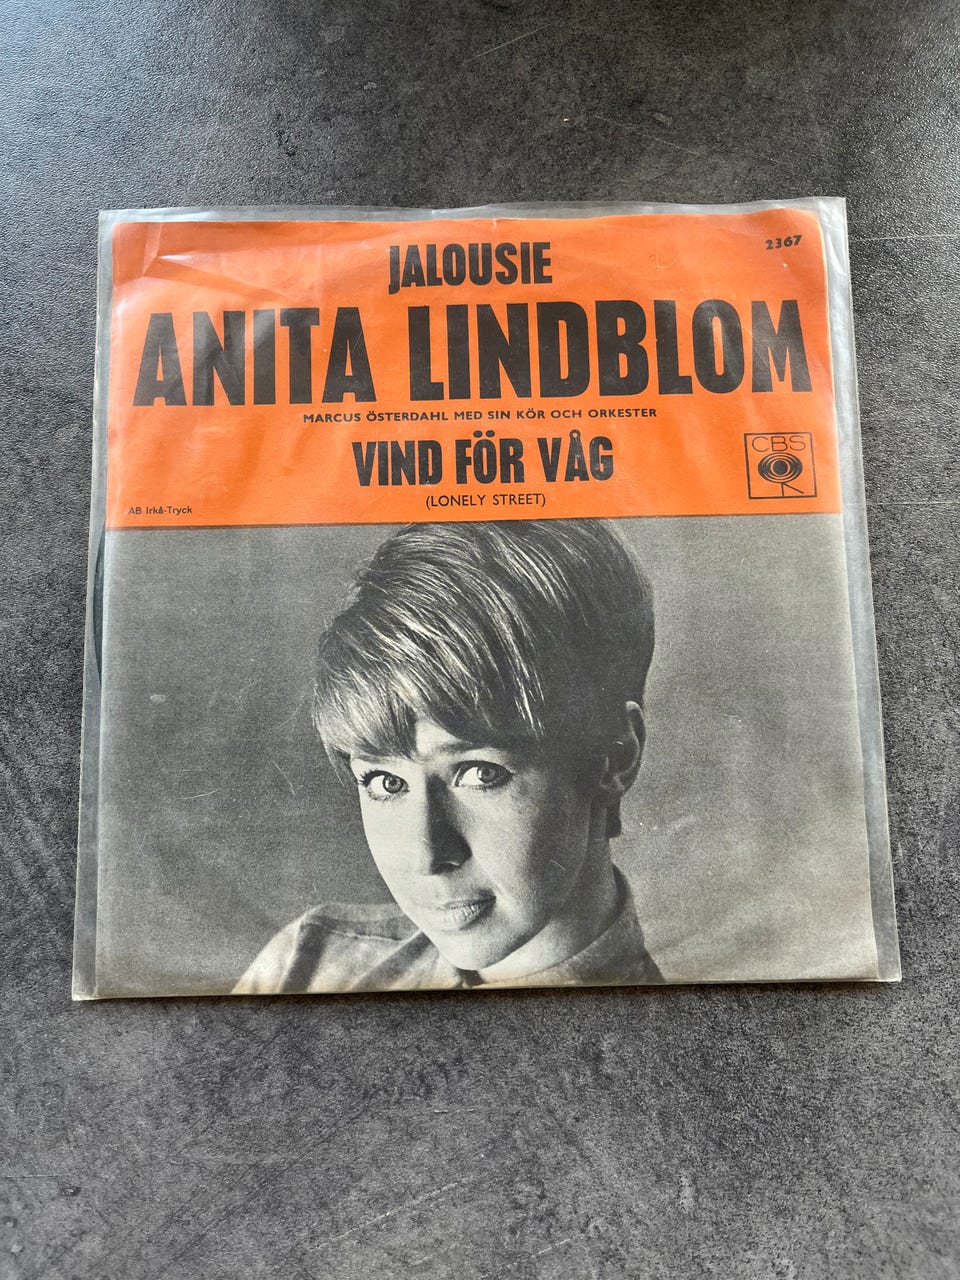 2367
JALOUSIE
ANITA LINDBLOM
MARCUS ÖSTERDAHL MED SIN KÖR OCH ORKESTER
VIND FÖR VÅG
(LONELY STREET)
CBS
AB Irkå-Tryck